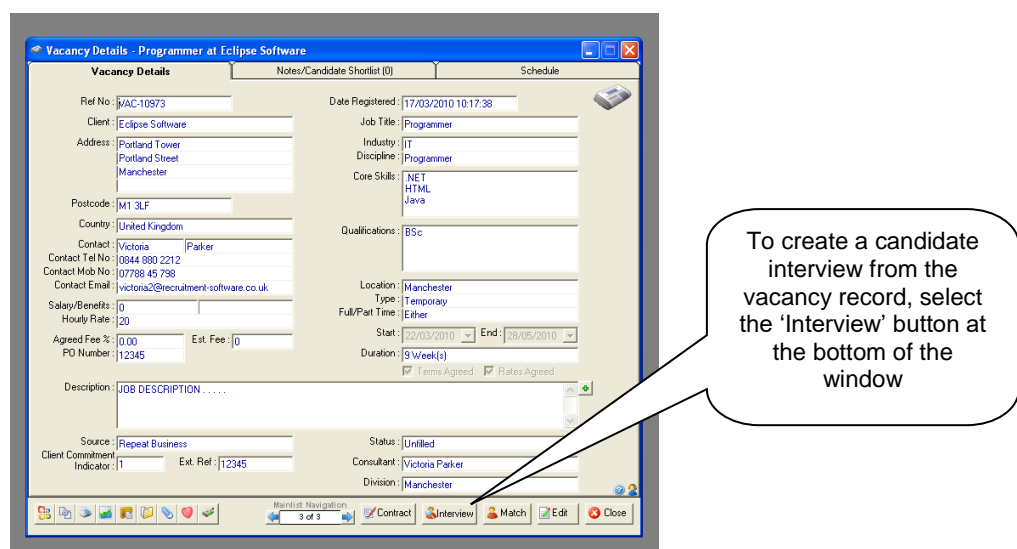 Vacancy Details - Programmer at Eclipse Software
Vacancy Details
Notes/Candidate Shortlist (0)
Schedule
Ref No : VAC-10973
Date Registered : 17/03/2010 10:17:38
Client : Eclipse Software
Job Title : Programmer
Address : Portland Tower
Industry : IT
Portland Street
Discipline : Programmer
Manchester
Core Skills : .NET
HTML
Java
Postcode : M1 3LF
Country : United Kingdom
Qualifications : BSc
Contact : Victoria Parker
Contact Tel No : 0844 880 2212
Contact Mob No : 07788 45 798
Contact Email : victoria2@recruitment-software.co.uk
Location : Manchester
Type : Temporary
Salary/Benefits : 0
Full/Part Time : Either
Hourly Rate : 20
Start : 22/03/2010 End : 28/05/2010
Agreed Fee % : 0.00 Est. Fee : 0
PO Number : 12345
Duration : 9 Week(s)
Terms Agreed Rates Agreed
Description : JOB DESCRIPTION . . . . .
Source : Repeat Business
Status : Unfilled
Client Commitment
Indicator : 1 Ext. Ref : 12345
Consultant : Victoria Parker
Division : Manchester
Mainlist Navigation
3 of 3
Contract
Interview
Match
Edit
Close
To create a candidate
interview from the
vacancy record, select
the ‘Interview’ button at
the bottom of the
window